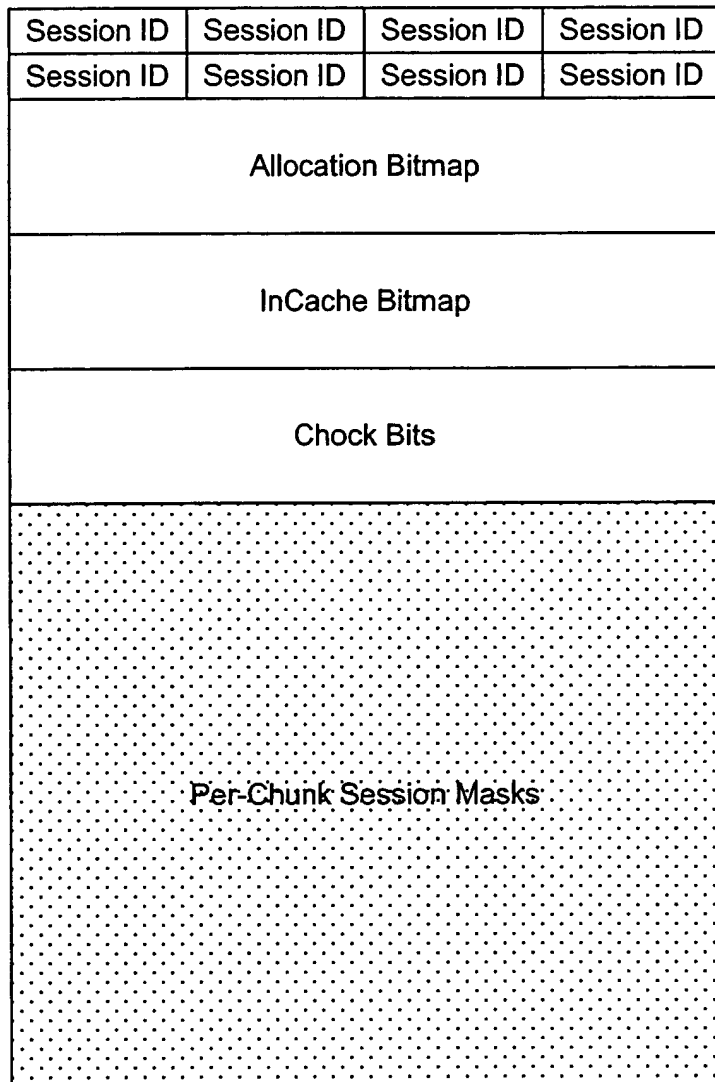 Session ID Session ID Session ID Session ID
Session ID Session ID Session ID Session ID
Allocation Bitmap
InCache Bitmap
Chock Bits
Per-Chunk Session Masks